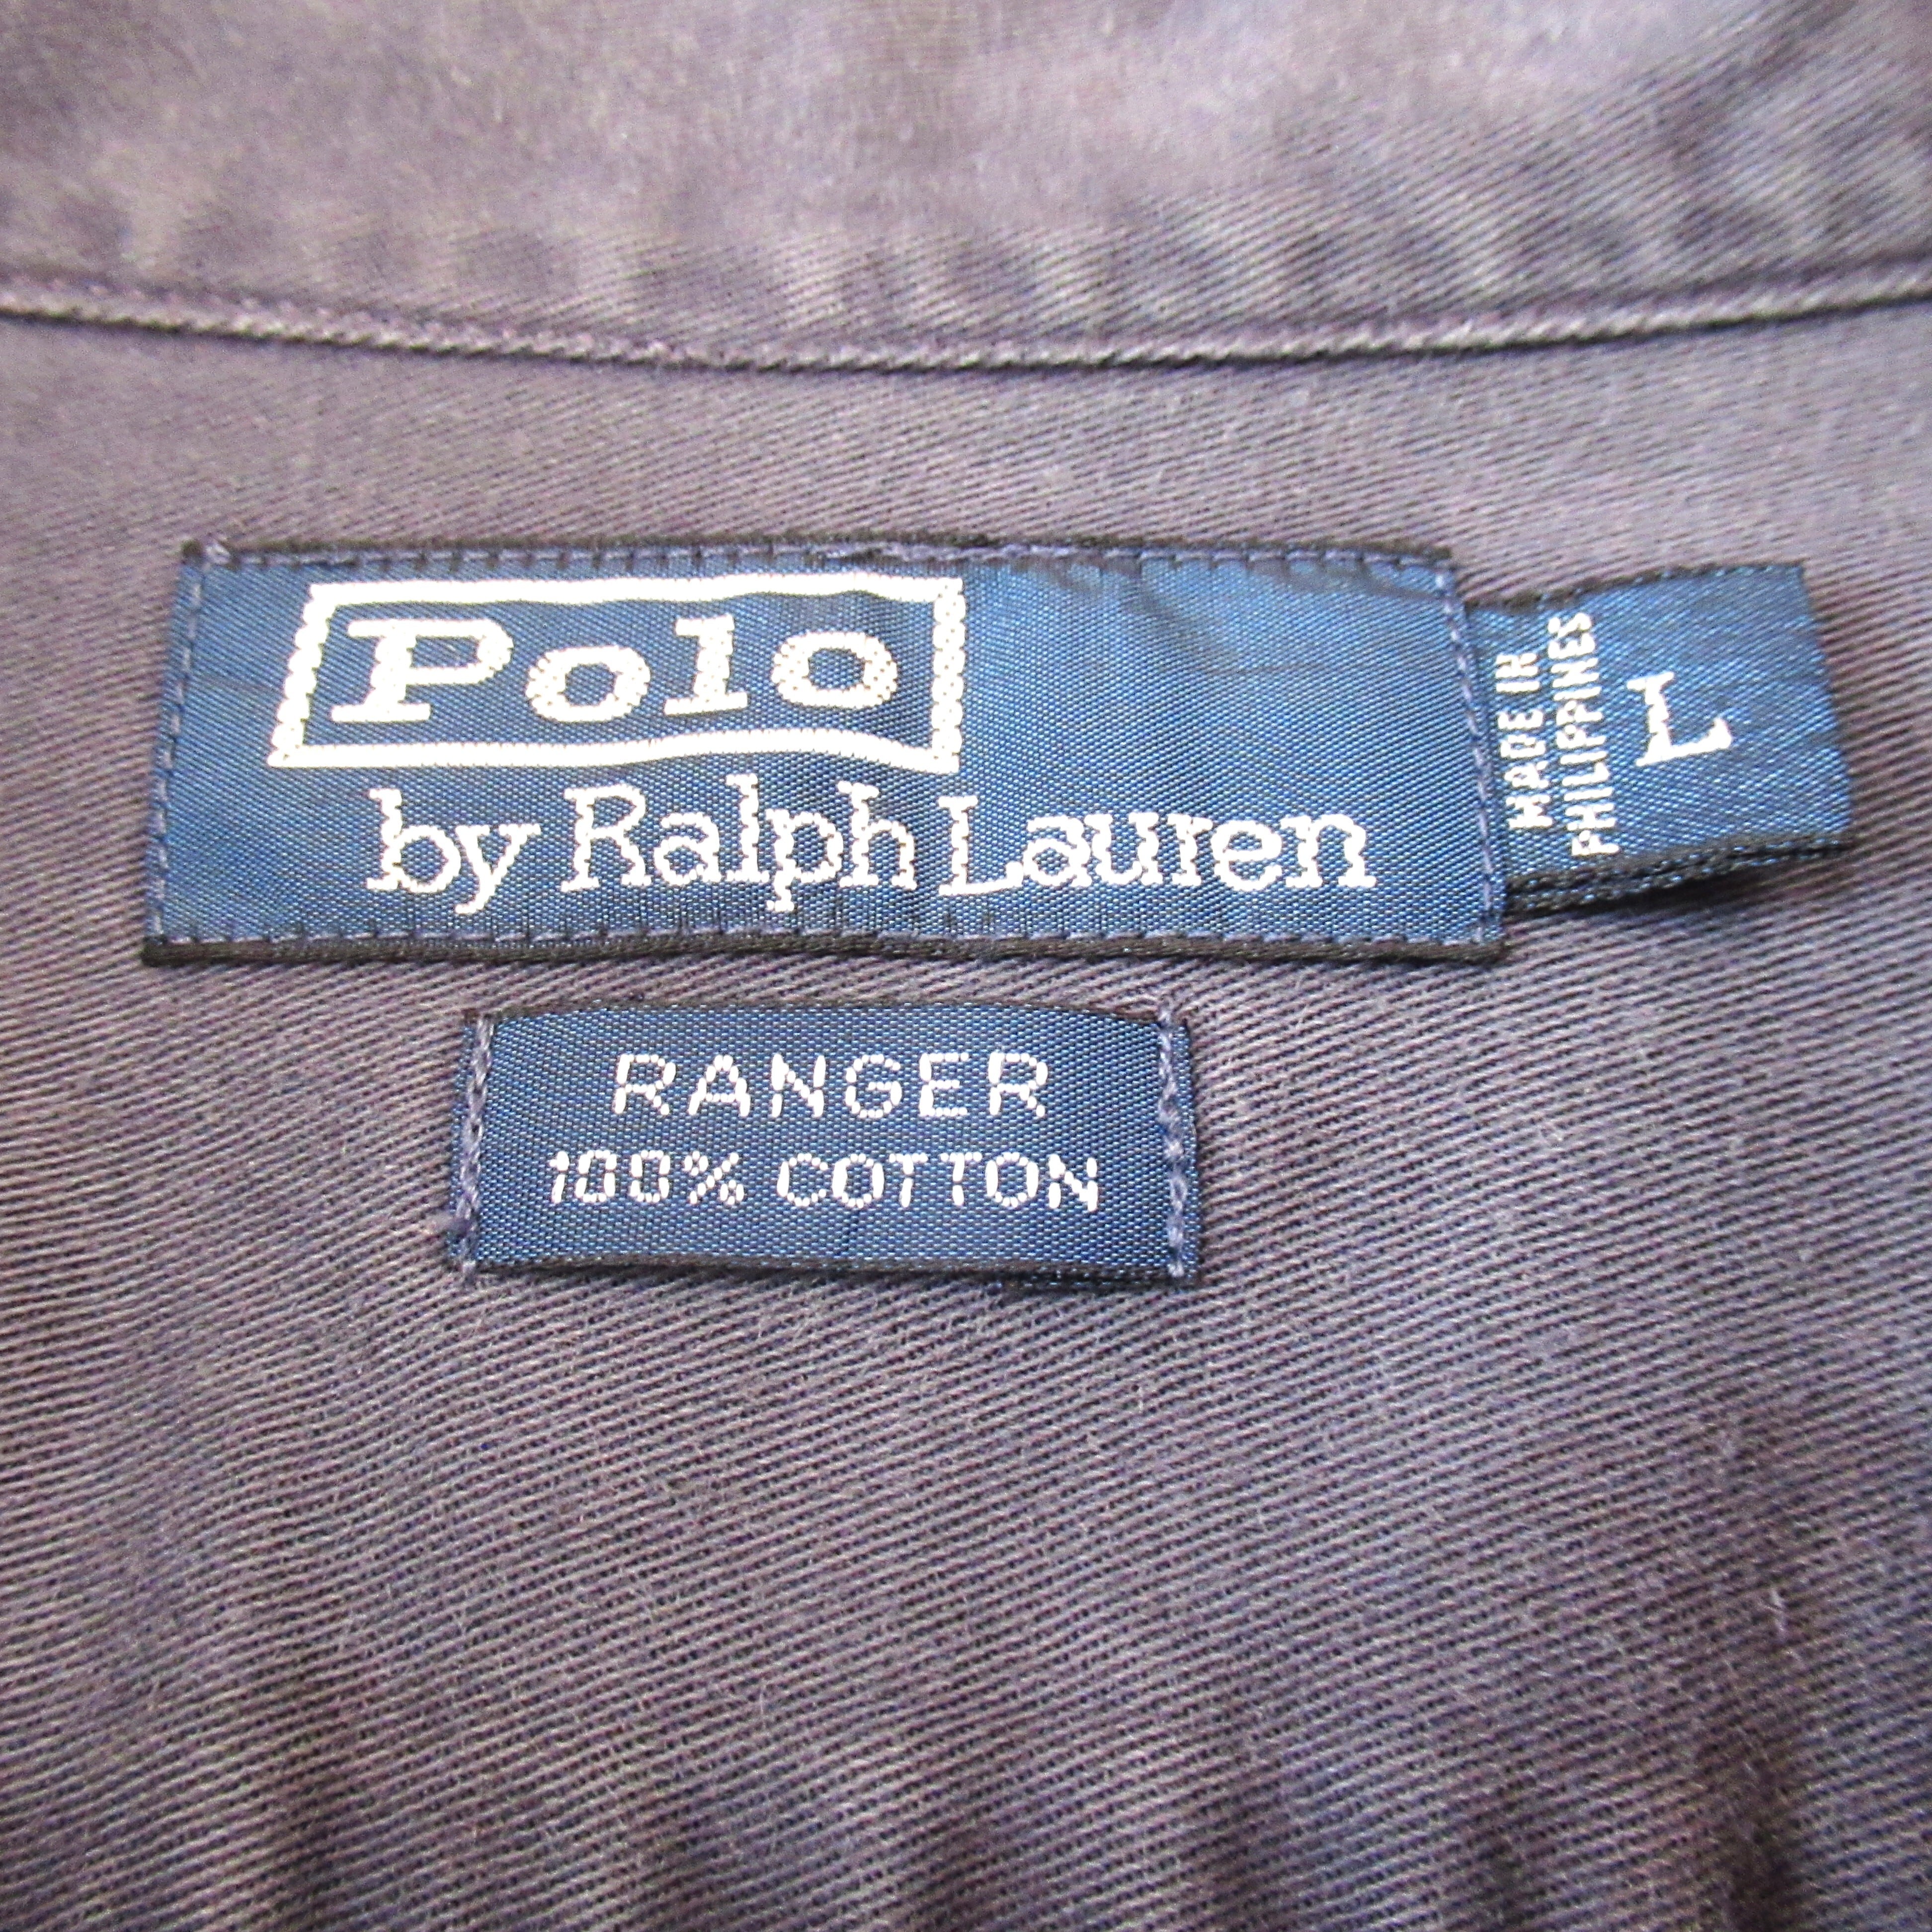 Polo
by Ralph Lauren
MADE IN
PHILIPPINES
L
RANGER
100% COTTON